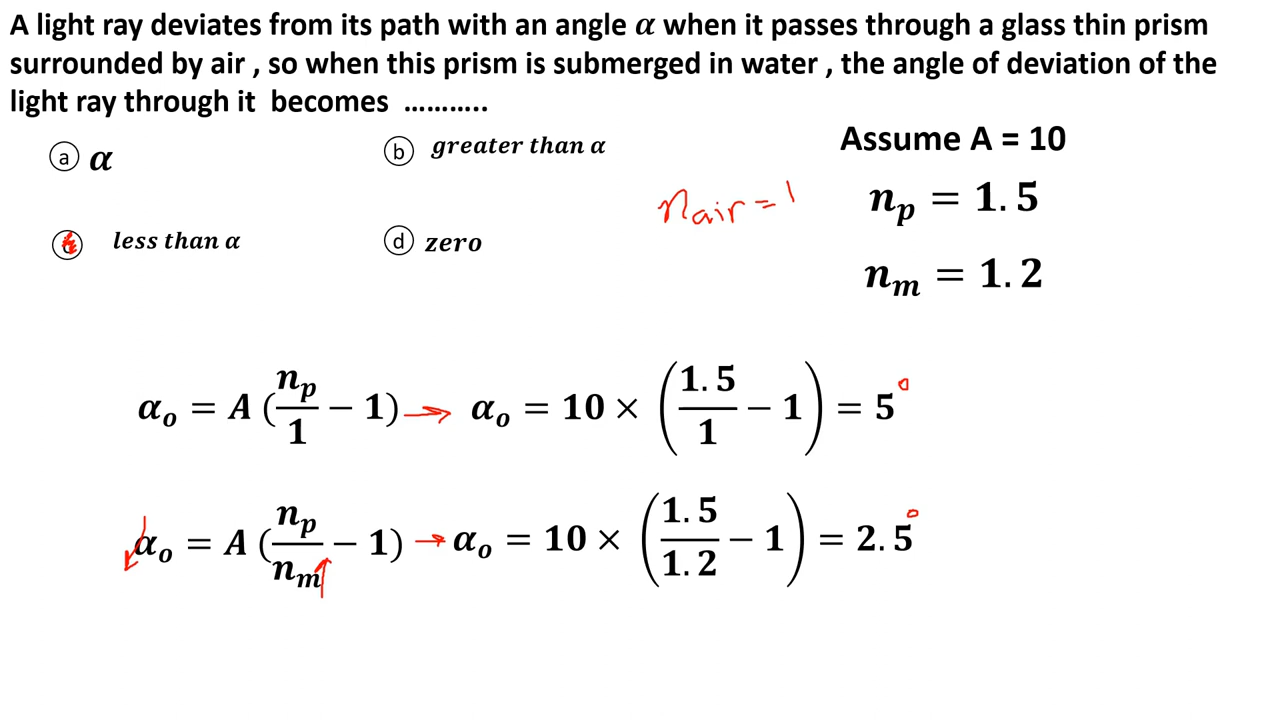 A light ray deviates from its path with an angle α when it passes through a glass thin prism
surrounded by air , so when this prism is submerged in water , the angle of deviation of the
light ray through it becomes ………..
Assume A = 10
ⓐ α
ⓑ greater than α
n_air = 1
n_p = 1.5
less than α
ⓓ zero
n_m = 1.2
α_o = A (n_p/1 − 1) → α_o = 10 × (1.5/1 − 1) = 5°
α_o = A (n_p/n_m − 1) → α_o = 10 × (1.5/1.2 − 1) = 2.5°